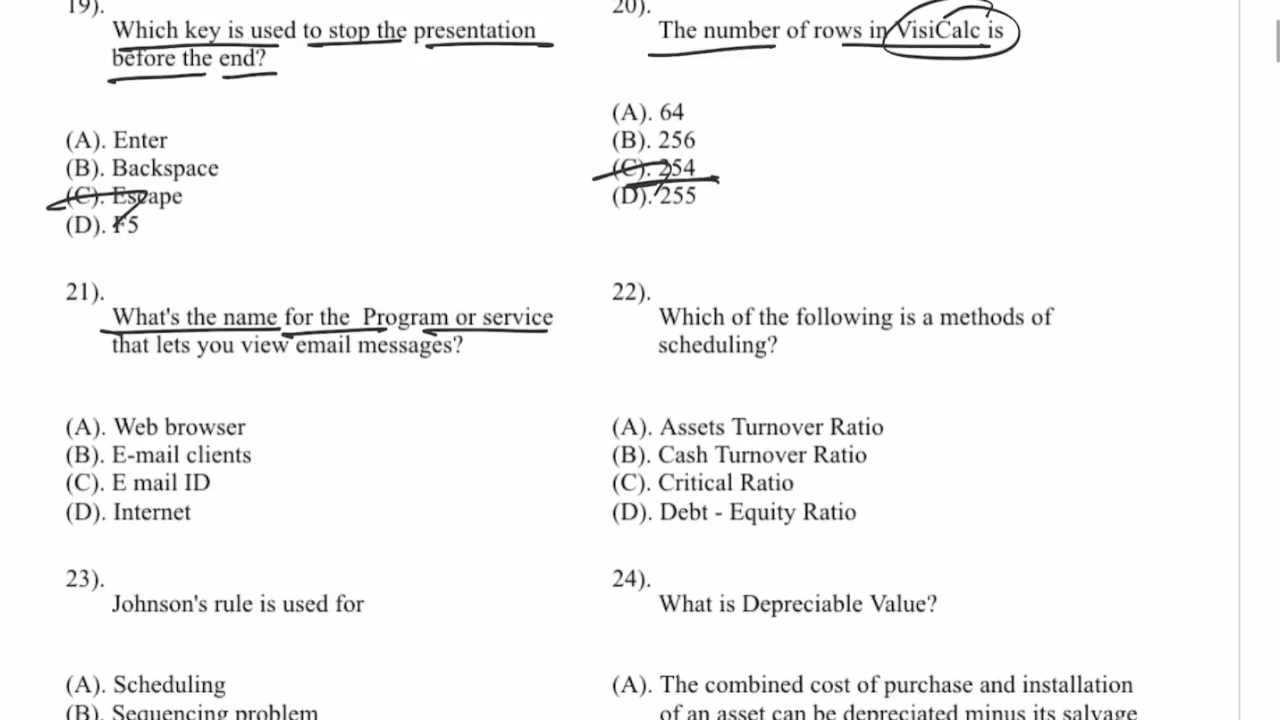 19).
Which key is used to stop the presentation
before the end?
(A). Enter
(B). Backspace
(C). Escape
(D). F5
20).
The number of rows in VisiCalc is
(A). 64
(B). 256
(C). 254
(D). 255
21).
What's the name for the Program or service
that lets you view email messages?
(A). Web browser
(B). E-mail clients
(C). E mail ID
(D). Internet
22).
Which of the following is a methods of
scheduling?
(A). Assets Turnover Ratio
(B). Cash Turnover Ratio
(C). Critical Ratio
(D). Debt - Equity Ratio
23).
Johnson's rule is used for
(A). Scheduling
(B). Sequencing problem
24).
What is Depreciable Value?
(A). The combined cost of purchase and installation
of an asset can be depreciated minus its salvage